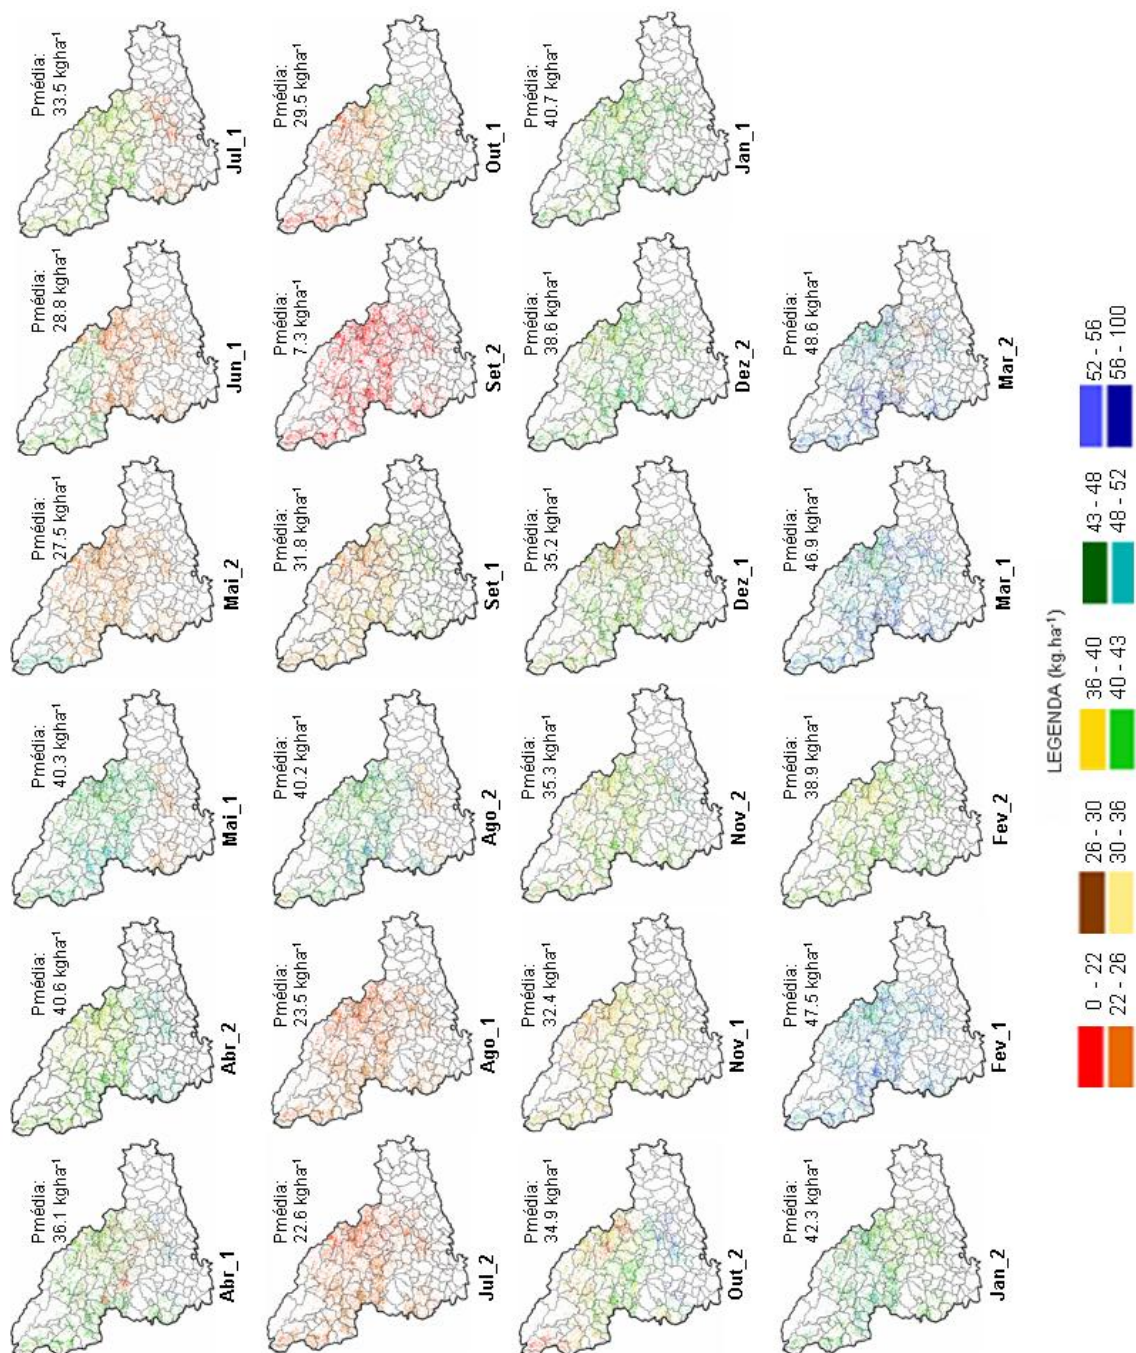 Pmédia:
36.1 kgha⁻¹
Abr_1
Pmédia:
40.6 kgha⁻¹
Abr_2
Pmédia:
40.3 kgha⁻¹
Mai_1
Pmédia:
27.5 kgha⁻¹
Mai_2
Pmédia:
28.8 kgha⁻¹
Jun_1
Pmédia:
33.5 kgha⁻¹
Jul_1
Pmédia:
22.6 kgha⁻¹
Jul_2
Pmédia:
23.5 kgha⁻¹
Ago_1
Pmédia:
40.2 kgha⁻¹
Ago_2
Pmédia:
31.8 kgha⁻¹
Set_1
Pmédia:
7.3 kgha⁻¹
Set_2
Pmédia:
29.5 kgha⁻¹
Out_1
Pmédia:
34.9 kgha⁻¹
Out_2
Pmédia:
32.4 kgha⁻¹
Nov_1
Pmédia:
35.3 kgha⁻¹
Nov_2
Pmédia:
35.2 kgha⁻¹
Dez_1
Pmédia:
38.6 kgha⁻¹
Dez_2
Pmédia:
40.7 kgha⁻¹
Jan_1
Pmédia:
42.3 kgha⁻¹
Jan_2
Pmédia:
47.5 kgha⁻¹
Fev_1
Pmédia:
38.9 kgha⁻¹
Fev_2
Pmédia:
46.9 kgha⁻¹
Mar_1
Pmédia:
48.6 kgha⁻¹
Mar_2
LEGENDA (kg.ha⁻¹)
0 - 22 26 - 30 36 - 40 43 - 48 52 - 56
22 - 26 30 - 36 40 - 43 48 - 52 56 - 100